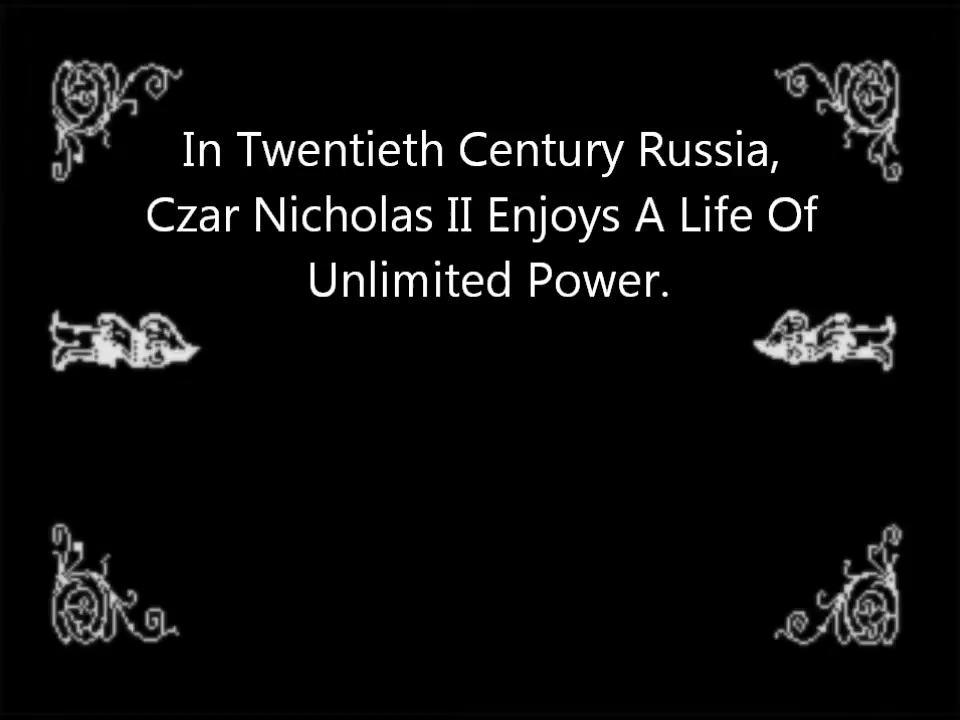 In Twentieth Century Russia,
Czar Nicholas II Enjoys A Life Of
Unlimited Power.